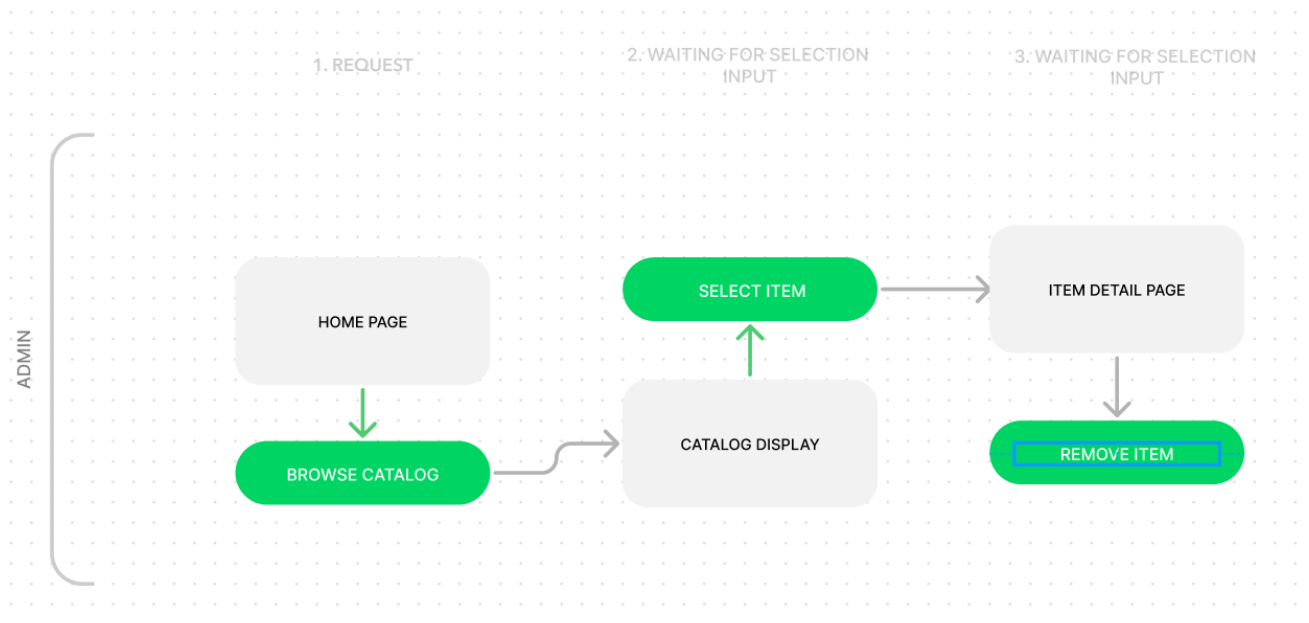 1. REQUEST
2. WAITING FOR SELECTION
INPUT
3. WAITING FOR SELECTION
INPUT
ADMIN
HOME PAGE
BROWSE CATALOG
SELECT ITEM
CATALOG DISPLAY
ITEM DETAIL PAGE
REMOVE ITEM